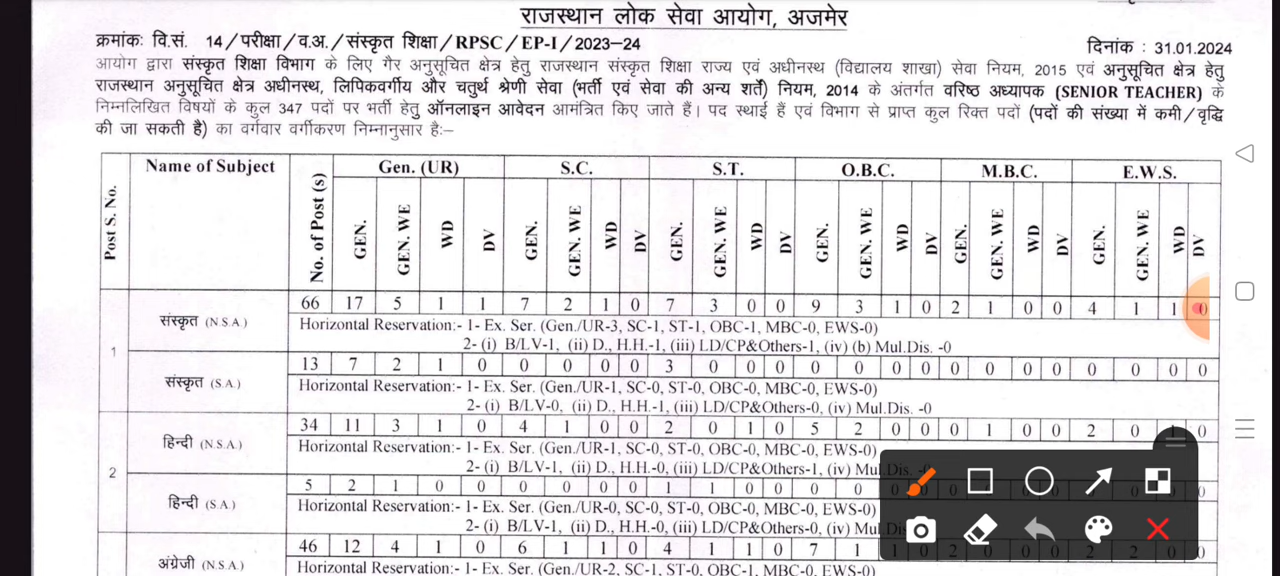 राजस्थान लोक सेवा आयोग, अजमेर
क्रमांकः वि.सं. 14/परीक्षा/व.अ./संस्कृत शिक्षा/RPSC/EP-I/2023-24
दिनांक : 31.01.2024
आयोग द्वारा संस्कृत शिक्षा विभाग के लिए गैर अनुसूचित क्षेत्र हेतु राजस्थान संस्कृत शिक्षा राज्य एवं अधीनस्थ (विद्यालय शाखा) सेवा नियम, 2015 एवं अनुसूचित क्षेत्र हेतु
राजस्थान अनुसूचित क्षेत्र अधीनस्थ, लिपिकवर्गीय और चतुर्थ श्रेणी सेवा (भर्ती एवं सेवा की अन्य शर्तें) नियम, 2014 के अंतर्गत वरिष्ठ अध्यापक (SENIOR TEACHER) के
निम्नलिखित विषयों के कुल 347 पदों पर भर्ती हेतु ऑनलाइन आवेदन आमंत्रित किए जाते हैं। पद स्थाई हैं एवं विभाग से प्राप्त कुल रिक्त पदों (पदों की संख्या में कमी/वृद्धि
की जा सकती है) का वर्गवार वर्गीकरण निम्नानुसार है:-
Post S. No. Name of Subject No. of Post (s) Gen. (UR) S.C. S.T. O.B.C. M.B.C. E.W.S.
GEN. GEN. WE WD DV GEN. GEN. WE WD DV GEN. GEN. WE WD DV GEN. GEN. WE WD DV GEN. GEN. WE WD DV GEN. GEN. WE WD DV
1 संस्कृत (N.S.A.) 66 17 5 1 1 7 2 1 0 7 3 0 0 9 3 1 0 2 1 0 0 4 1 1 0
Horizontal Reservation:- 1- Ex. Ser. (Gen./UR-3, SC-1, ST-1, OBC-1, MBC-0, EWS-0)
2- (i) B/LV-1, (ii) D., H.H.-1, (iii) LD/CP&Others-1, (iv) (b) Mul.Dis. -0
संस्कृत (S.A.) 13 7 2 1 0 0 0 0 0 3 0 0 0 0 0 0 0 0 0 0 0 0 0 0 0
Horizontal Reservation:- 1- Ex. Ser. (Gen./UR-1, SC-0, ST-0, OBC-0, MBC-0, EWS-0)
2- (i) B/LV-0, (ii) D., H.H.-1, (iii) LD/CP&Others-0, (iv) Mul.Dis. -0
2 हिन्दी (N.S.A.) 34 11 3 1 0 4 1 0 0 2 0 1 0 5 2 0 0 0 1 0 0 2 0 1 0
Horizontal Reservation:- 1- Ex. Ser. (Gen./UR-1, SC-0, ST-0, OBC-0, MBC-0, EWS-0)
2- (i) B/LV-1, (ii) D., H.H.-0, (iii) LD/CP&Others-1, (iv) Mul.Dis. -0
हिन्दी (S.A.) 5 2 1 0 0 0 0 0 0 1 1 0 0 0 0
Horizontal Reservation:- 1- Ex. Ser. (Gen./UR-0, SC-0, ST-0, OBC-0, MBC-0, EWS-0)
2- (i) B/LV-1, (ii) D., H.H.-0, (iii) LD/CP&Others-0, (iv) Mul.Dis
अंग्रेजी (N.S.A.) 46 12 4 1 0 6 1 1 0 4 1 1 0 7 1 1 0 2 0 0 0 2 2 0 0
Horizontal Reservation:- 1- Ex. Ser. (Gen./UR-2, SC-1, ST-0, OBC-1, MBC-0, EWS-0)